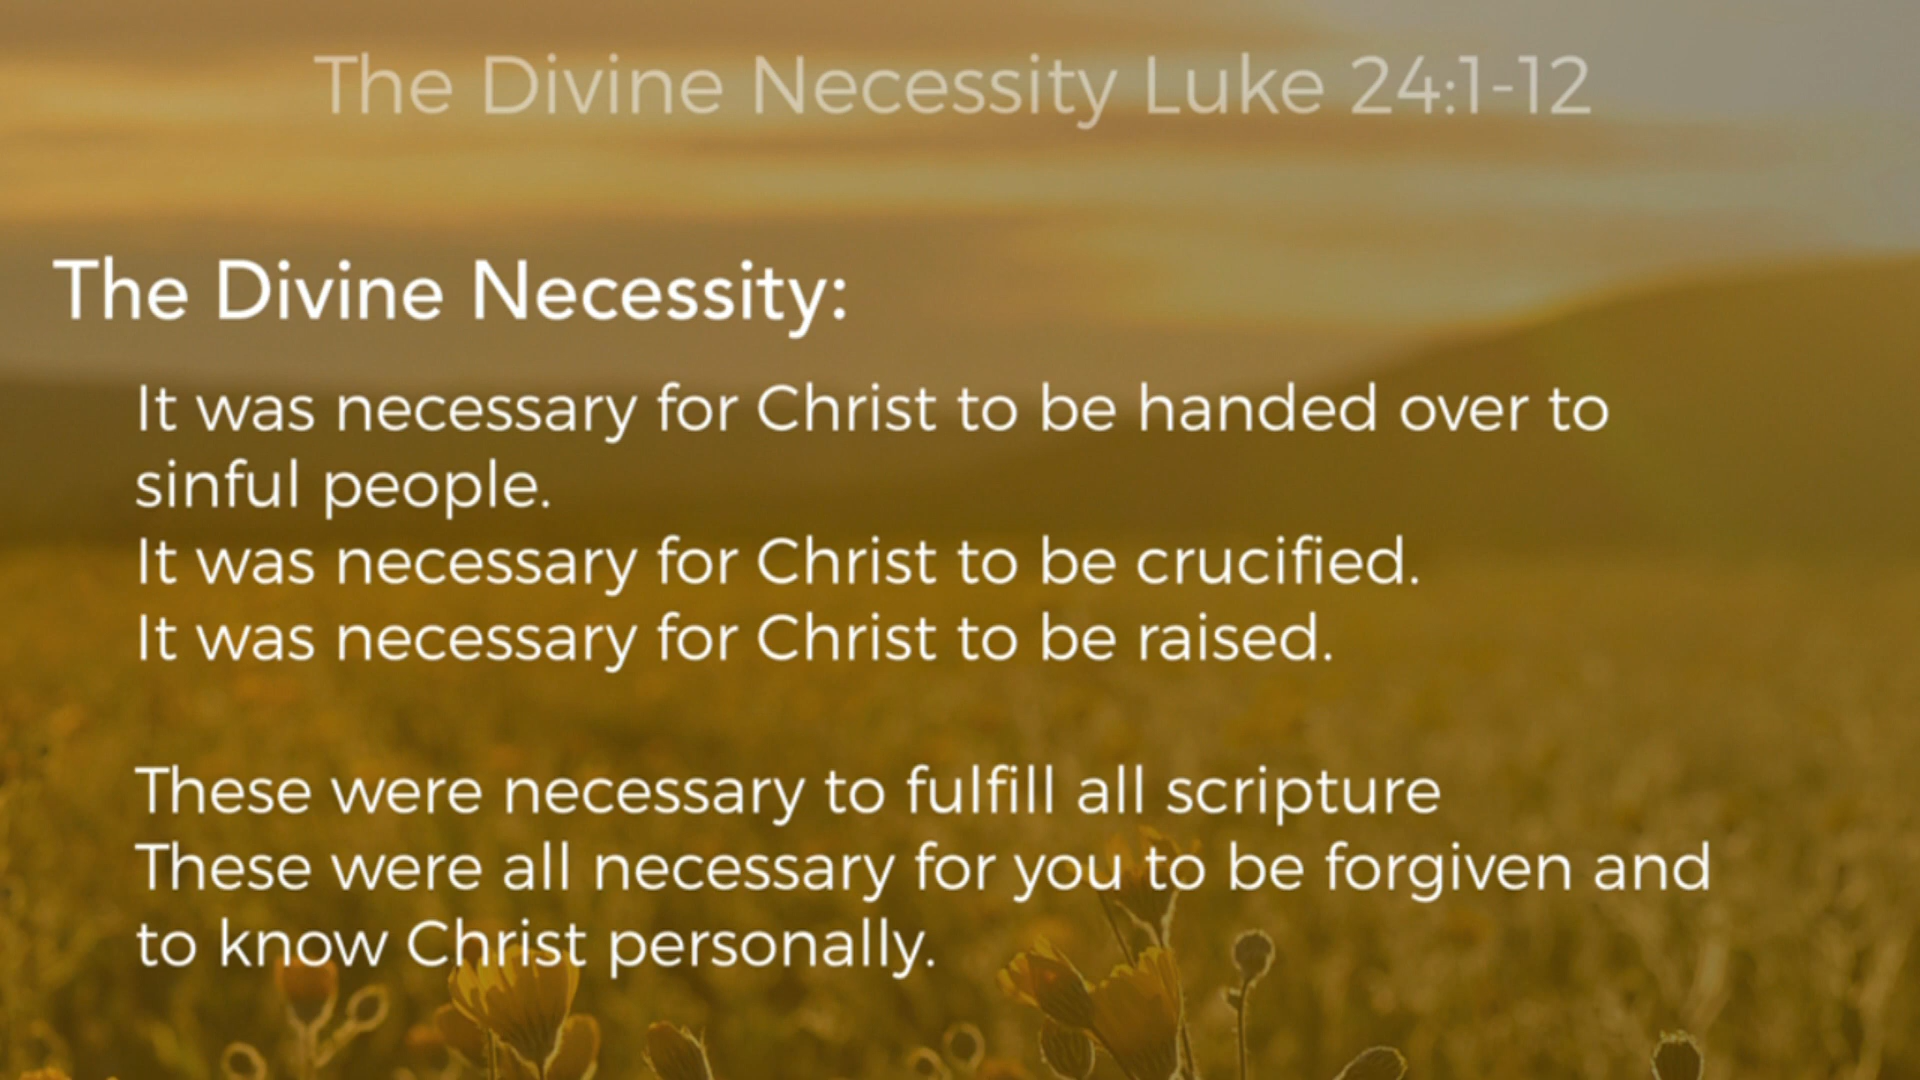 The Divine Necessity Luke 24:1-12
The Divine Necessity:
It was necessary for Christ to be handed over to
sinful people.
It was necessary for Christ to be crucified.
It was necessary for Christ to be raised.
These were necessary to fulfill all scripture
These were all necessary for you to be forgiven and
to know Christ personally.